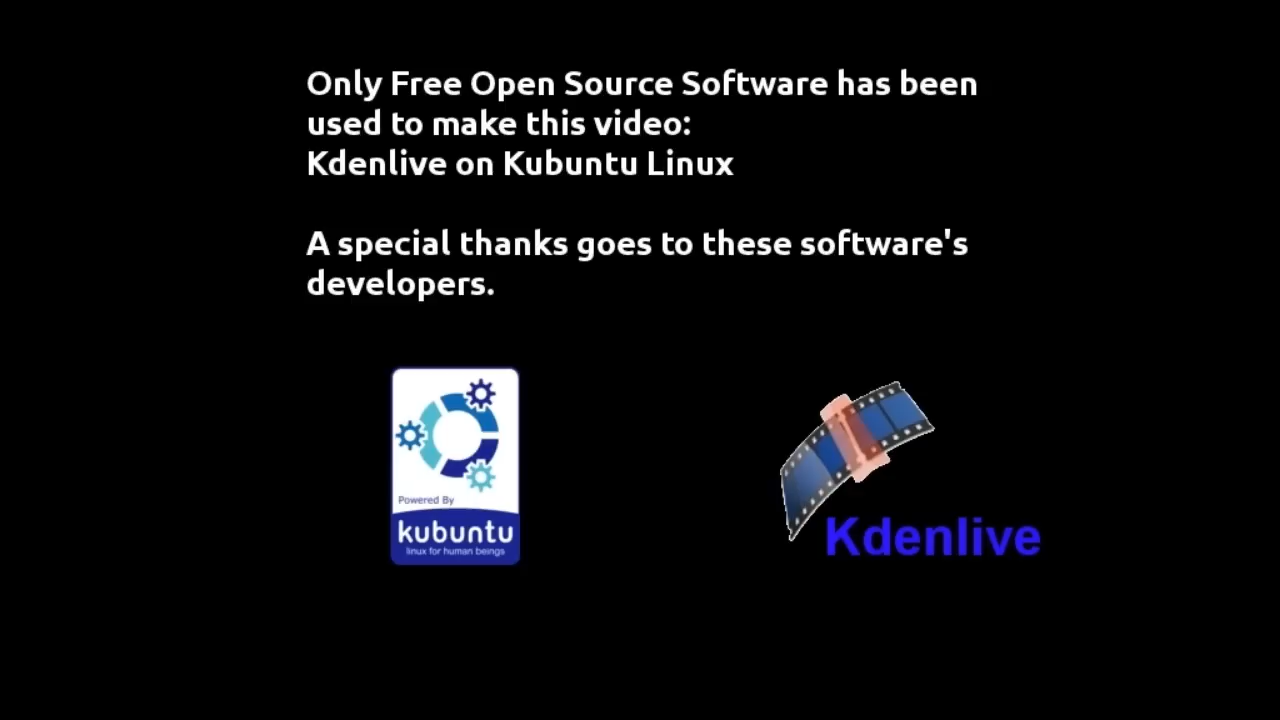 Only Free Open Source Software has been
used to make this video:
Kdenlive on Kubuntu Linux
A special thanks goes to these software's
developers.
Powered By
kubuntu
linux for human beings
Kdenlive